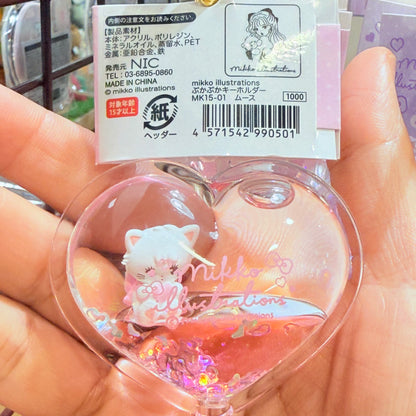 内側の注意文をお読みください
【製品素材】
本体:アクリル、ポリレジン、
ミネラルオイル、蒸留水、PET
金属:亜鉛合金、鉄
発売元 NIC
TEL:03-6895-0860
MADE IN CHINA
© mikko illustrations
対象年齢
15才以上
紙
ヘッダー
Mikko illustrations
mikko illustrations
ぷかぷかキーホルダー
MK15-01 ムース 1000
4 571542 990501
Mikko
illustrations